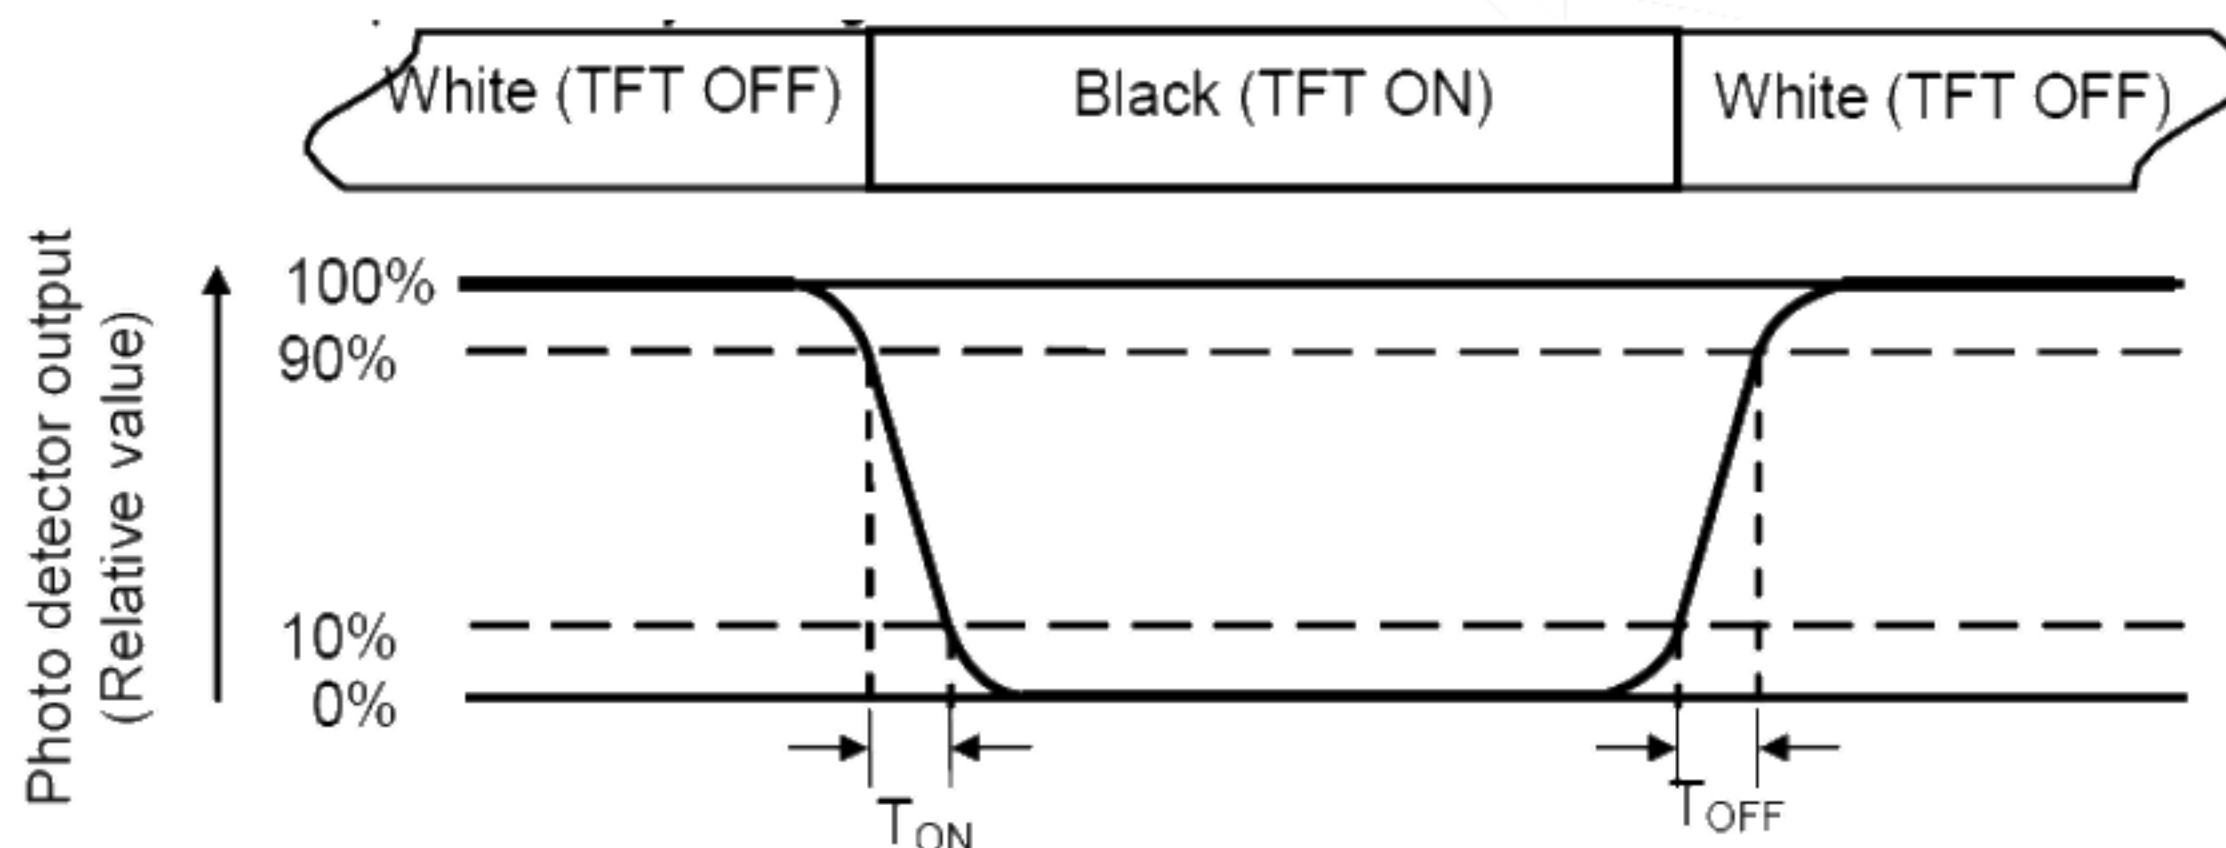 White (TFT OFF) Black (TFT ON) White (TFT OFF)
Photo detector output
(Relative value)
100%
90%
10%
0%
TON
TOFF